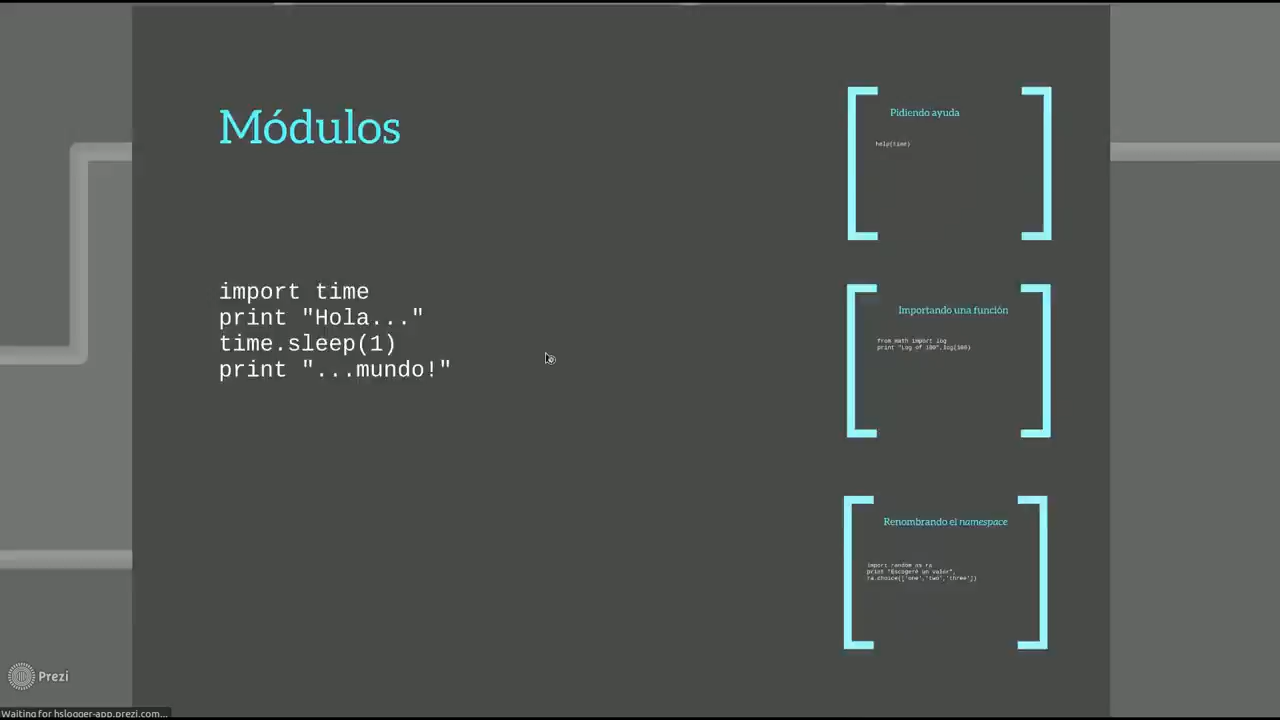 Módulos
import time
print "Hola..."
time.sleep(1)
print "...mundo!"
Pidiendo ayuda
help(time)
Importando una función
from math import log
print "Log of 100",log(100)
Renombrando el namespace
import random as ra
print "Escogeré un valor",
ra.choice(['one','two','three'])
Prezi
Waiting for hslogger-app.prezi.com...